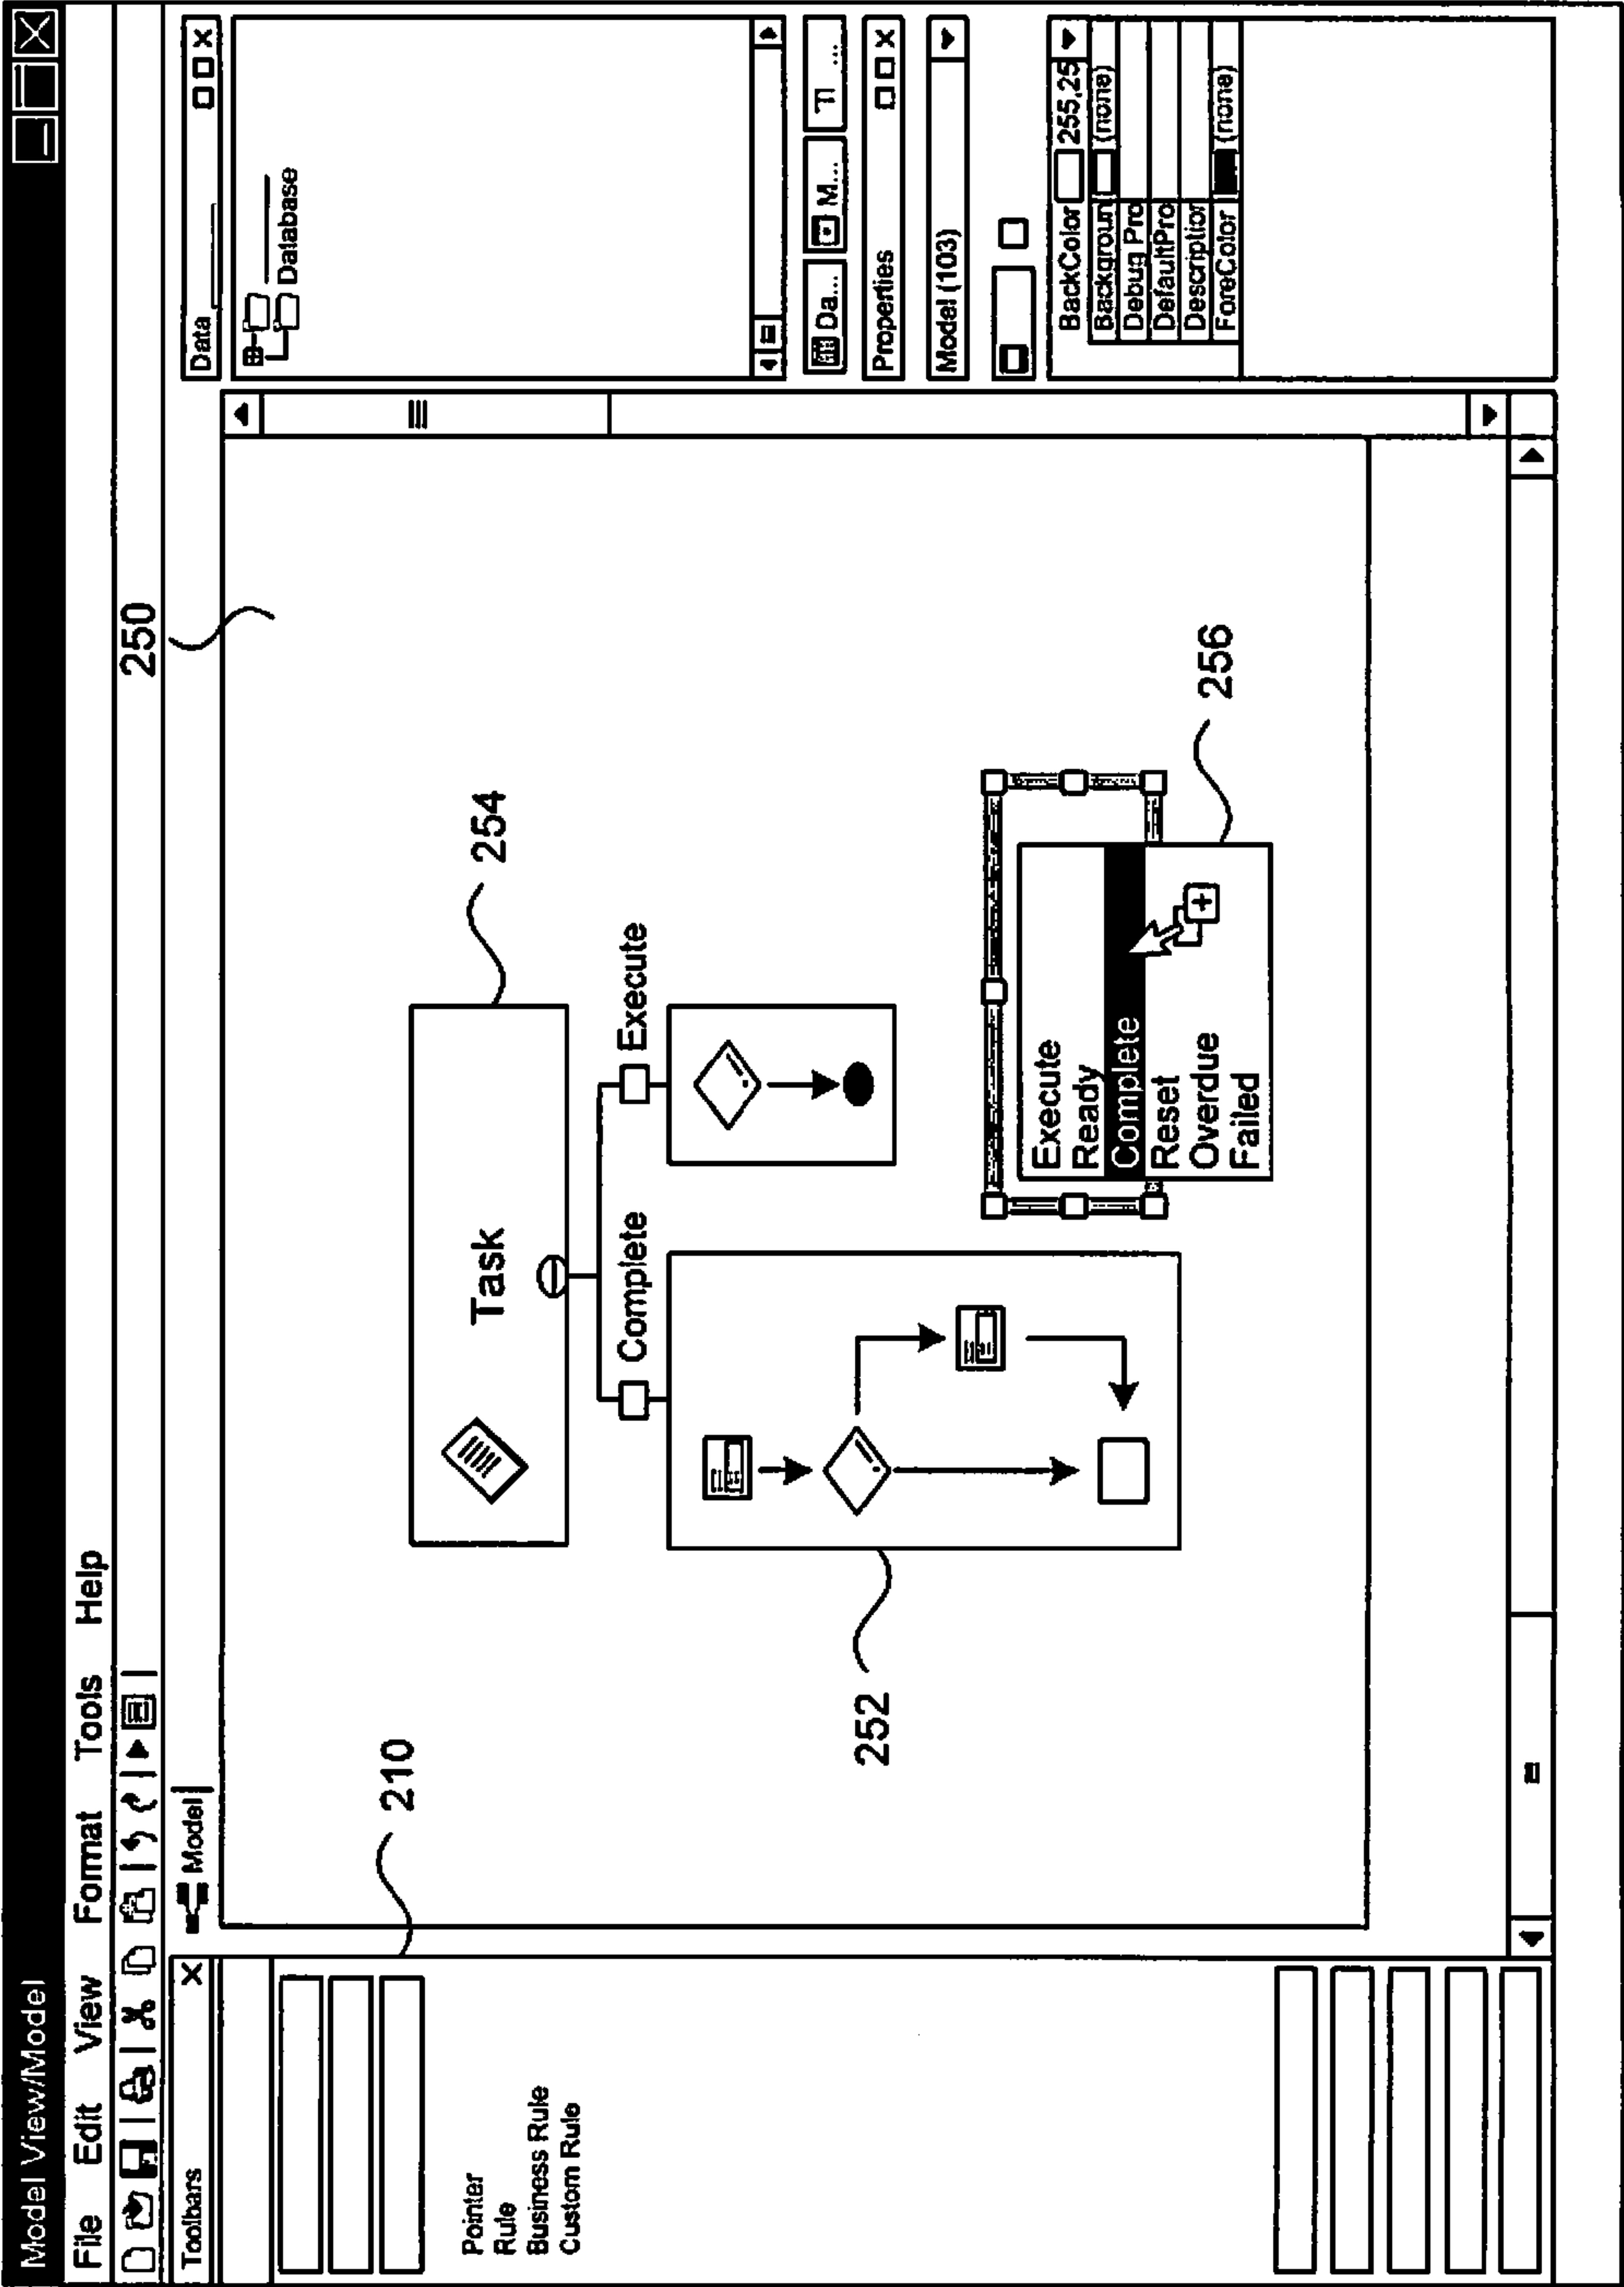 Model View/Model
File Edit View Format Tools Help
250
Toolbars X
Model
Data
210
Pointer
Rule
Business Rule
Custom Rule
Database
Task
254
Complete
Execute
252
Execute
Ready
Complete
Reset
Overdue
Failed
256
Da... M...
Properties
Model (103)
BackColor 255,25
Backgroun (none)
Debug Pro
DefaultPro
Description
ForeColor (none)